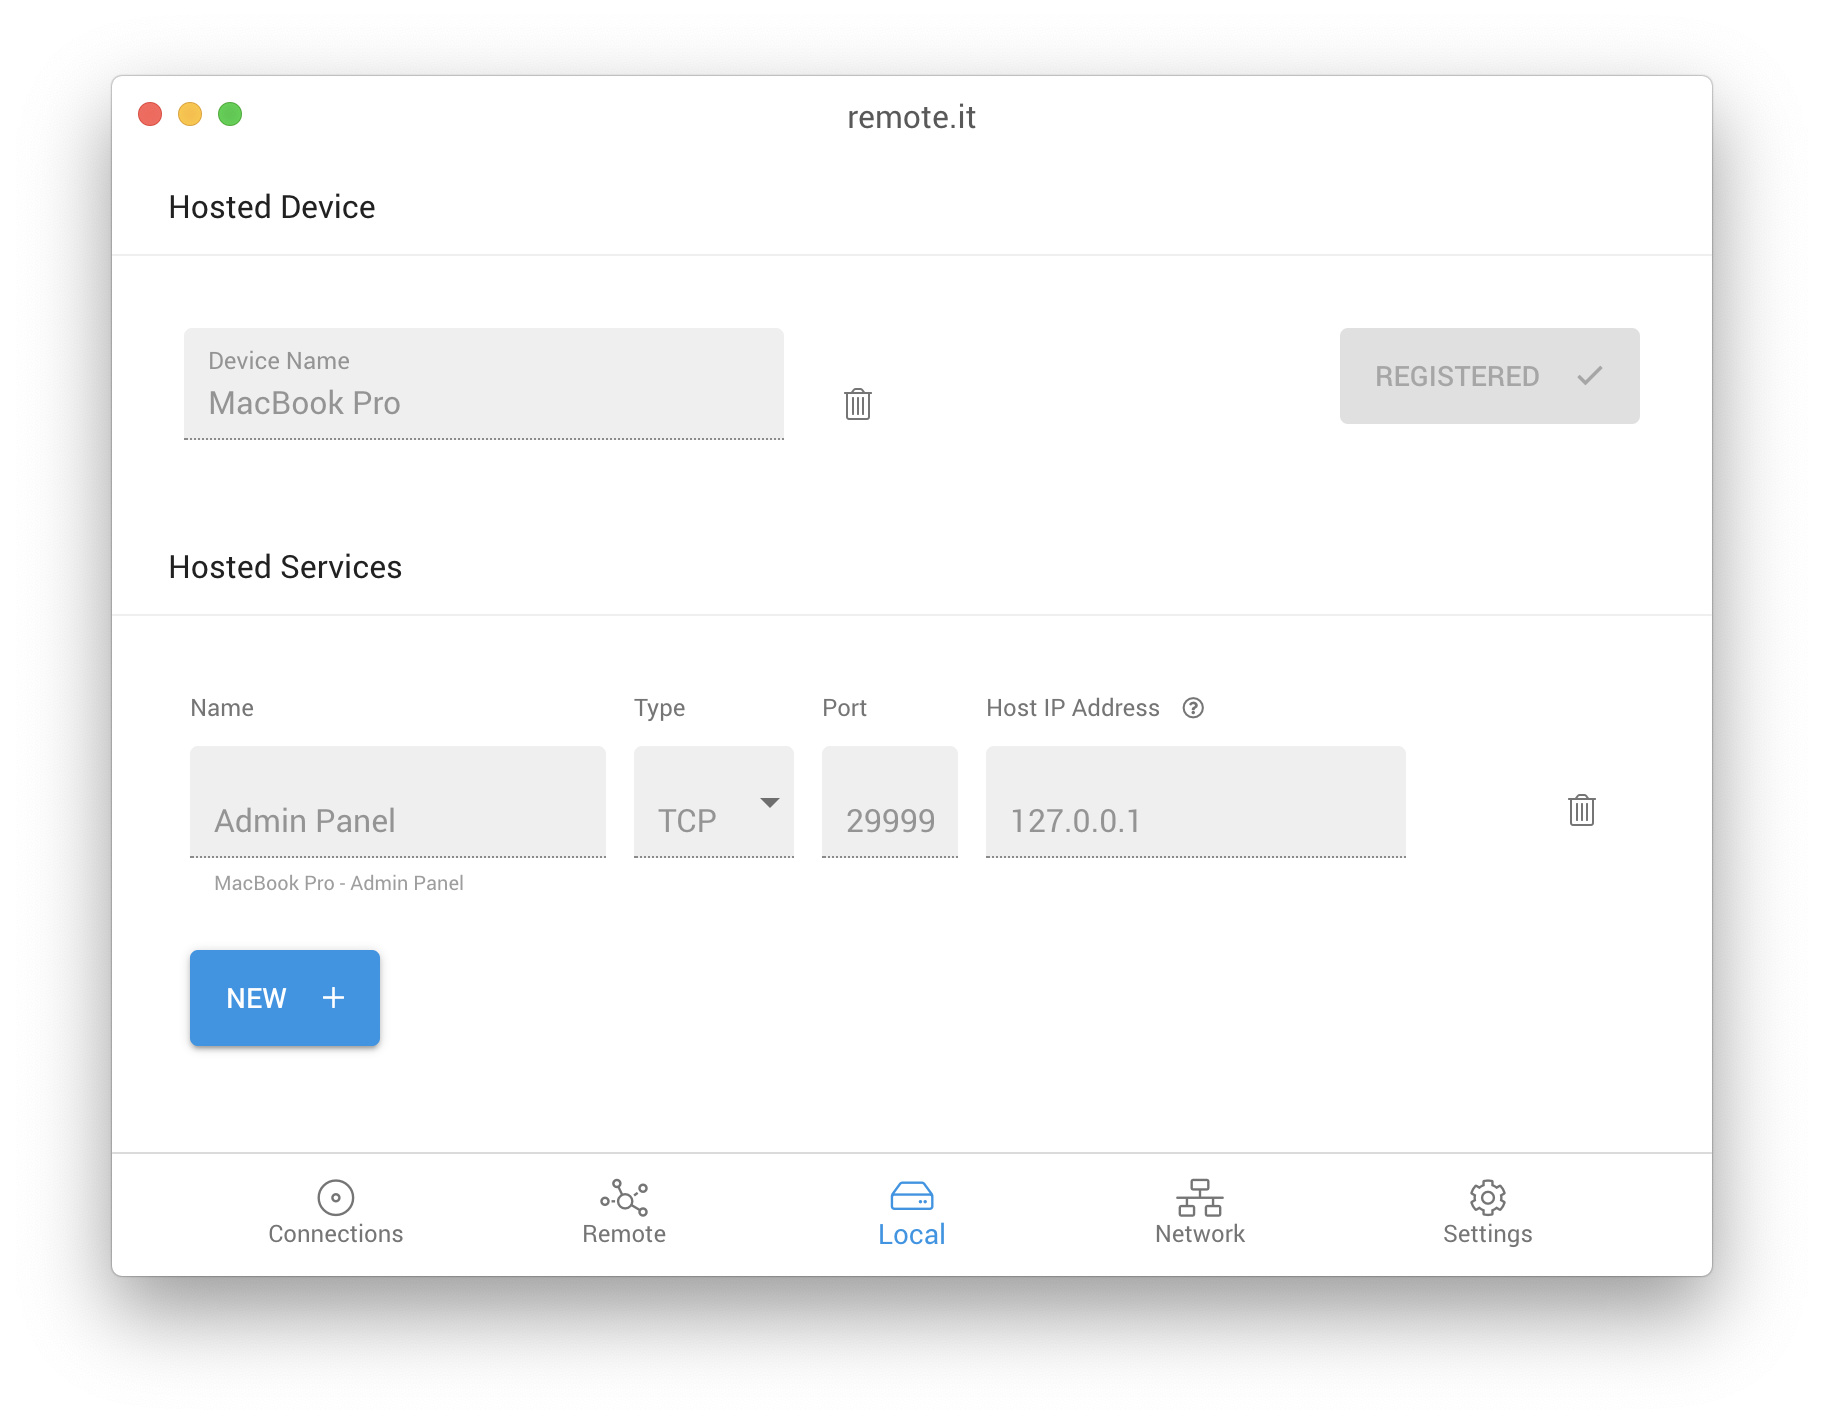 remote.it
Hosted Device
Device Name
MacBook Pro
REGISTERED
Hosted Services
Name Type Port Host IP Address
Admin Panel TCP 29999 127.0.0.1
MacBook Pro - Admin Panel
NEW +
Connections Remote Local Network Settings